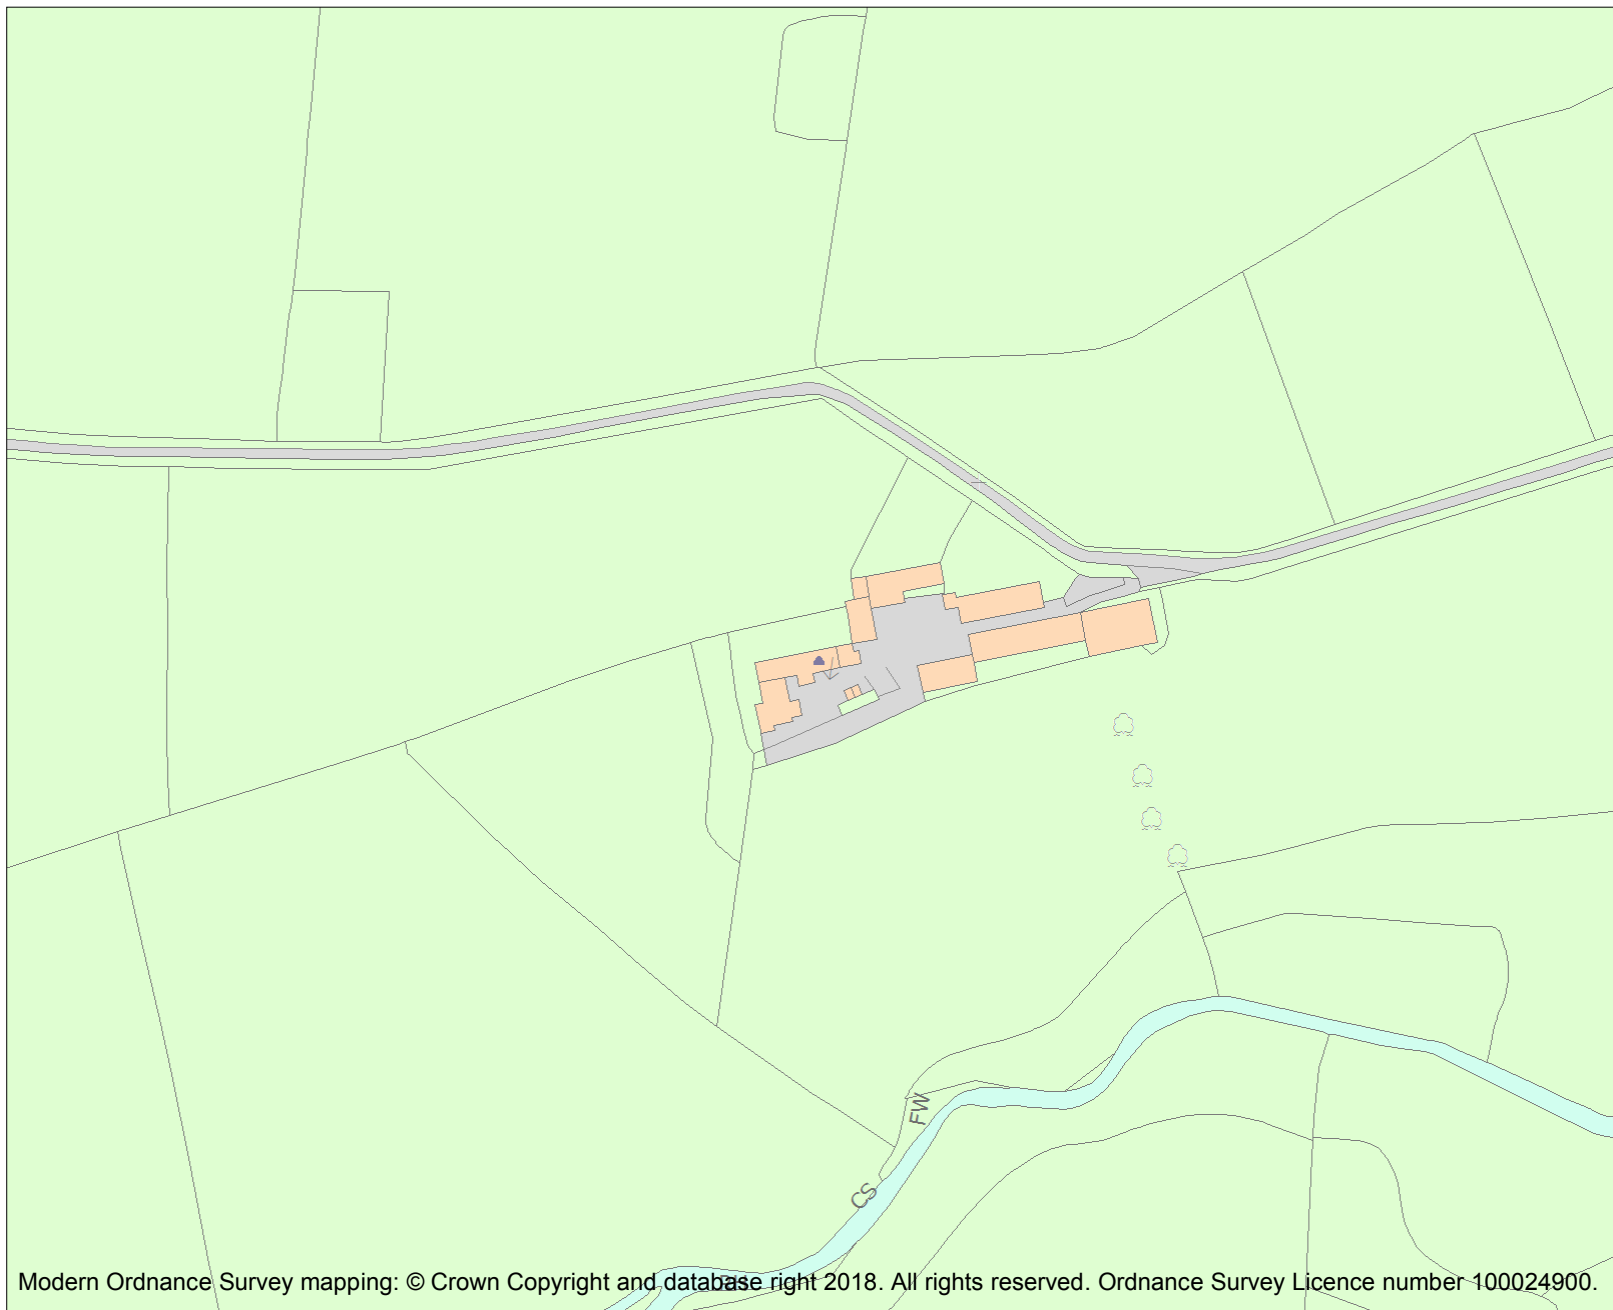 FW
CS
Modern Ordnance Survey mapping: © Crown Copyright and database right 2018. All rights reserved. Ordnance Survey Licence number 100024900.